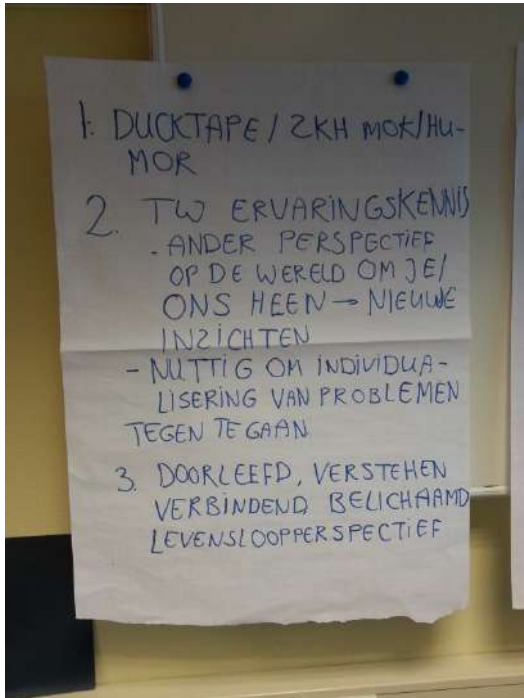 1. DUCKTAPE / ZKH MOK/HU-
MOR
2. TW ERVARINGSKENNIS
- ANDER PERSPECTIEF
OP DE WERELD OM JE/
ONS HEEN → NIEUWE
INZICHTEN
- NUTTIG OM INDIVIDUA-
LISERING VAN PROBLEMEN
TEGEN TE GAAN
3. DOORLEEFD, VERSTEHEN
VERBINDEND, BELICHAAMD
LEVENSLOOPPERSPECTIEF